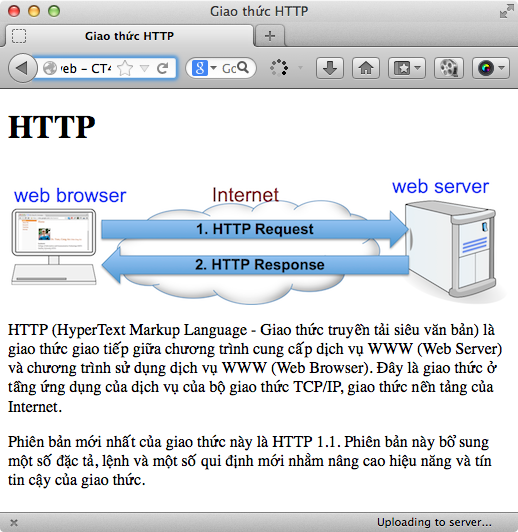 Giao thức HTTP
Giao thức HTTP
web – CT4
Go
HTTP
web browser
Internet
web server
1. HTTP Request
2. HTTP Response
HTTP (HyperText Markup Language - Giao thức truyền tải siêu văn bản) là
giao thức giao tiếp giữa chương trình cung cấp dịch vụ WWW (Web Server)
và chương trình sử dụng dịch vụ WWW (Web Browser). Đây là giao thức ở
tầng ứng dụng của dịch vụ của bộ giao thức TCP/IP, giao thức nền tảng của
Internet.
Phiên bản mới nhất của giao thức này là HTTP 1.1. Phiên bản này bổ sung
một số đặc tả, lệnh và một số qui định mới nhằm nâng cao hiệu năng và tín
tin cậy của giao thức.
Uploading to server...